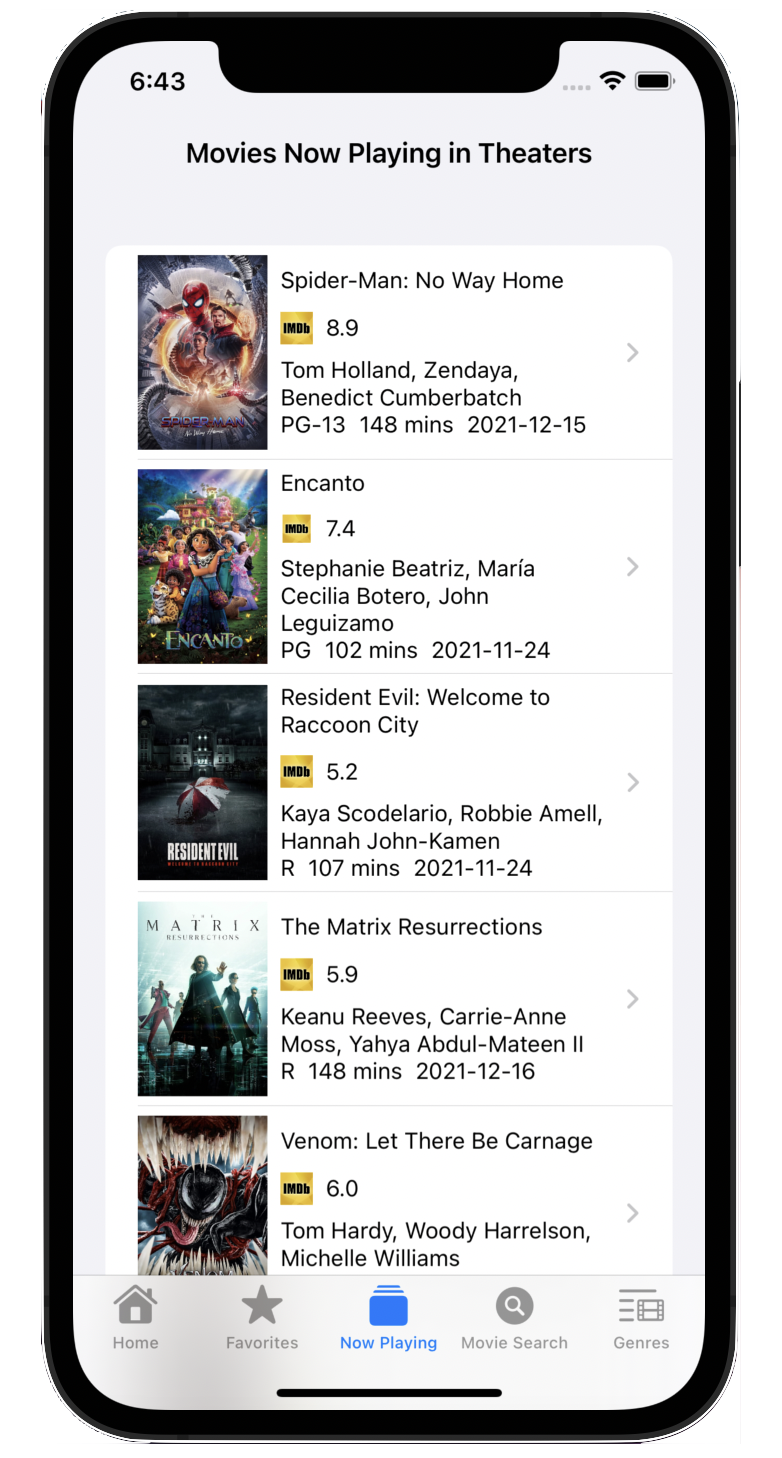 6:43
Movies Now Playing in Theaters
Spider-Man: No Way Home
IMDb 8.9
Tom Holland, Zendaya,
Benedict Cumberbatch
PG-13 148 mins 2021-12-15
SPIDER-MAN
No Way Home
Encanto
IMDb 7.4
Stephanie Beatriz, María
Cecilia Botero, John
Leguizamo
PG 102 mins 2021-11-24
ENCANTO
Resident Evil: Welcome to
Raccoon City
IMDb 5.2
Kaya Scodelario, Robbie Amell,
Hannah John-Kamen
R 107 mins 2021-11-24
RESIDENT EVIL
WELCOME TO RACCOON CITY
THE
MATRIX
RESURRECTIONS
The Matrix Resurrections
IMDb 5.9
Keanu Reeves, Carrie-Anne
Moss, Yahya Abdul-Mateen II
R 148 mins 2021-12-16
Venom: Let There Be Carnage
IMDb 6.0
Tom Hardy, Woody Harrelson,
Michelle Williams
Home Favorites Now Playing Movie Search Genres